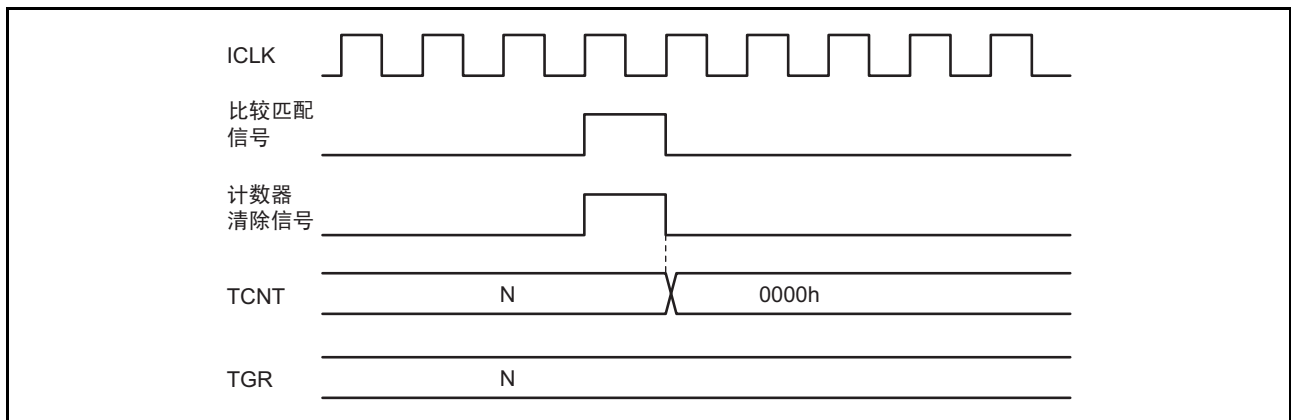 ICLK
比较匹配
信号
计数器
清除信号
TCNT
N
0000h
TGR
N